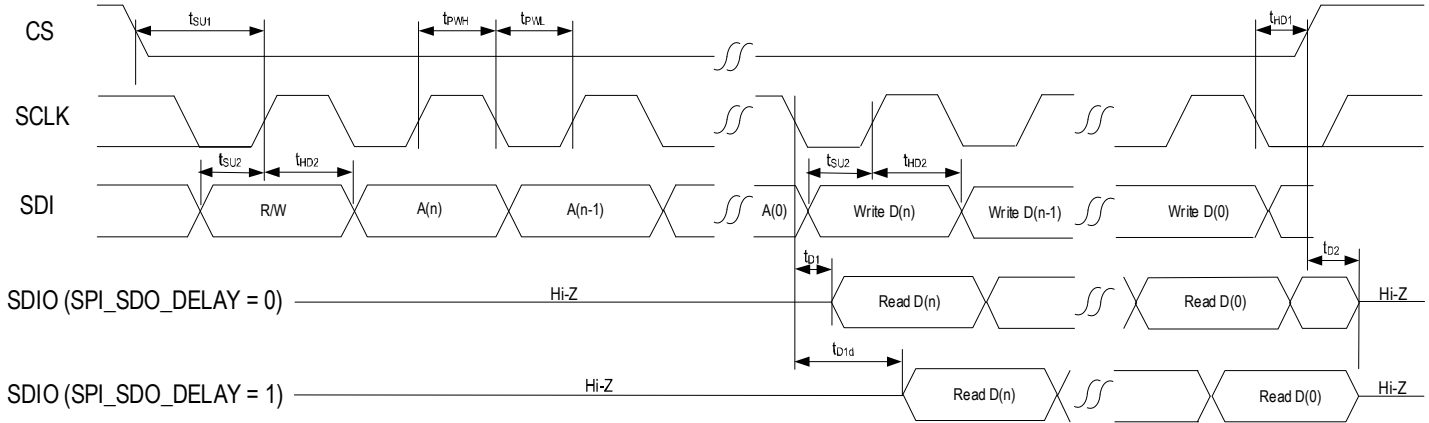 CS tSU1 tPWH tPWL tHD1
SCLK
tSU2 tHD2 tSU2 tHD2
SDI R/W A(n) A(n-1) A(0) Write D(n) Write D(n-1) Write D(0)
tD1 tD2
SDIO (SPI_SDO_DELAY = 0) Hi-Z Read D(n) Read D(0) Hi-Z
tD1d
SDIO (SPI_SDO_DELAY = 1) Hi-Z Read D(n) Read D(0) Hi-Z